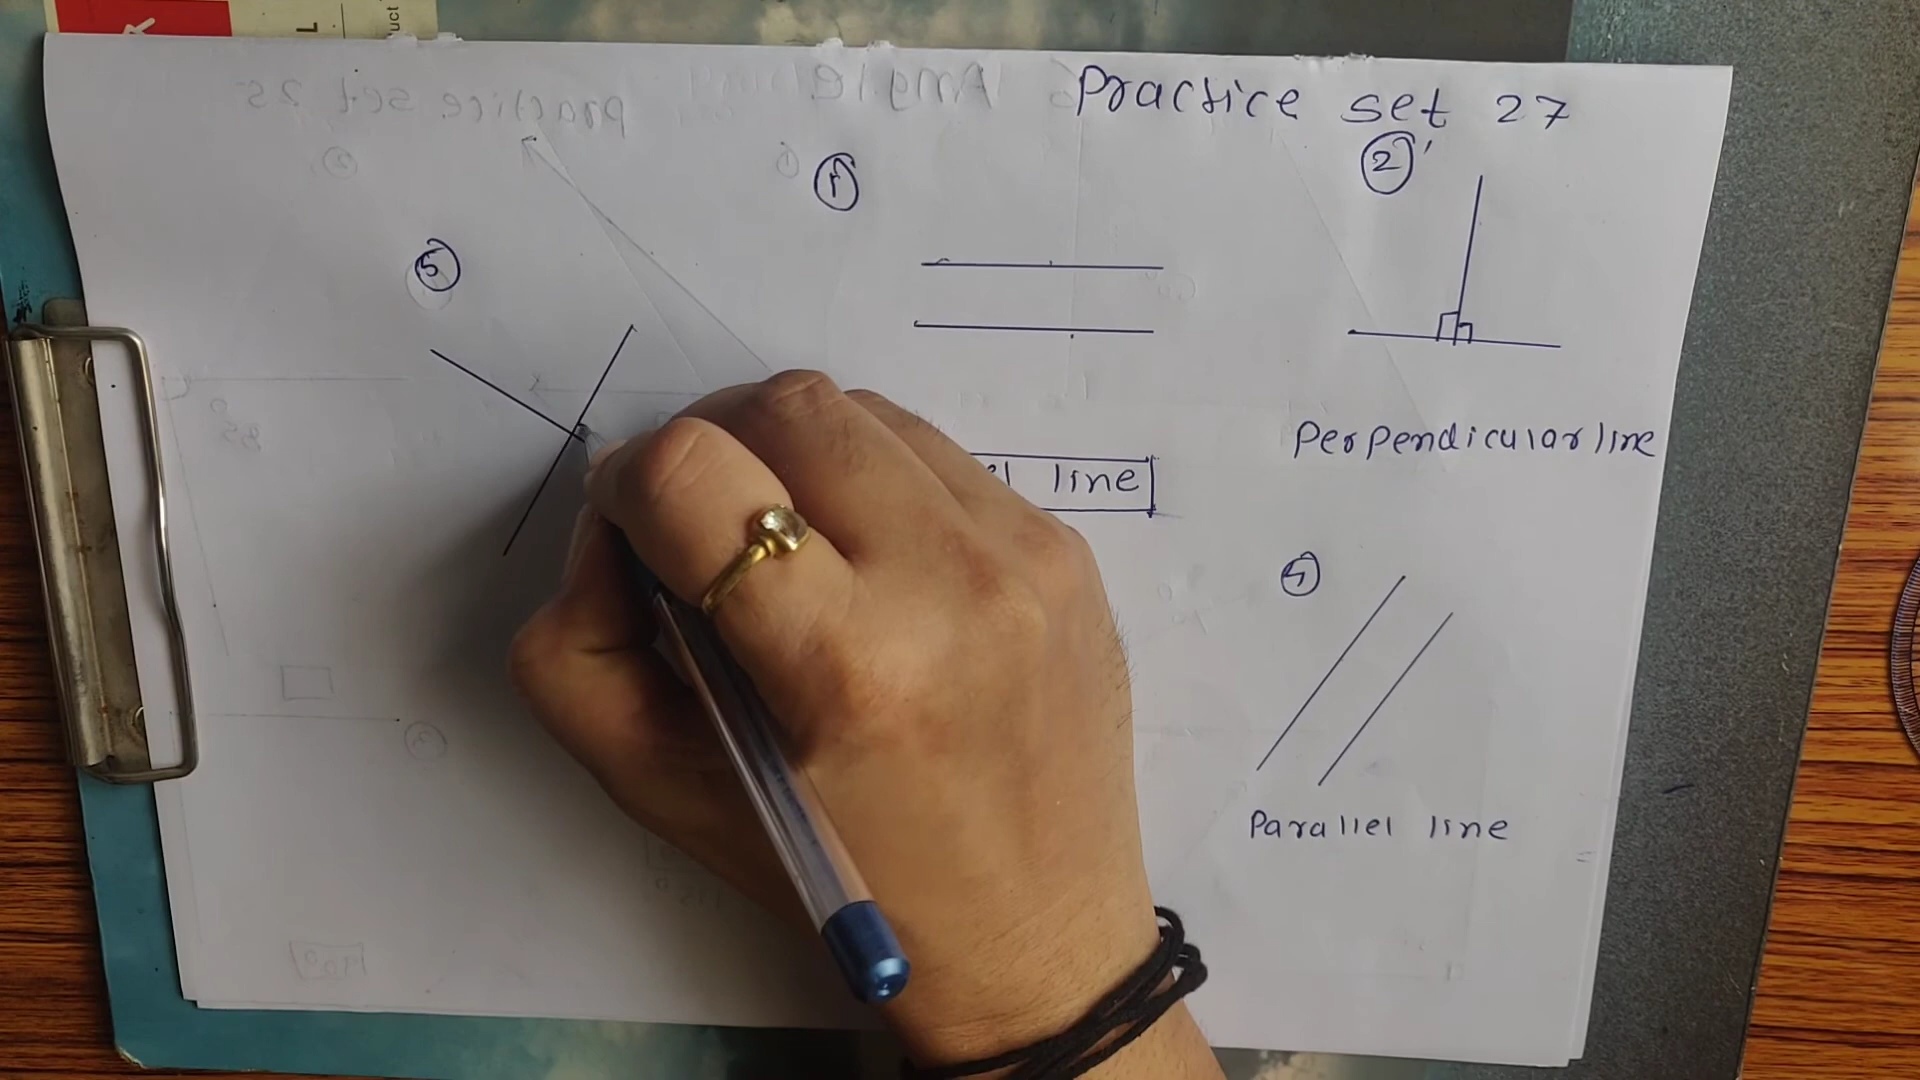 Practice set 27
①
②
⑤
line
Perpendicular line
④
Parallel line